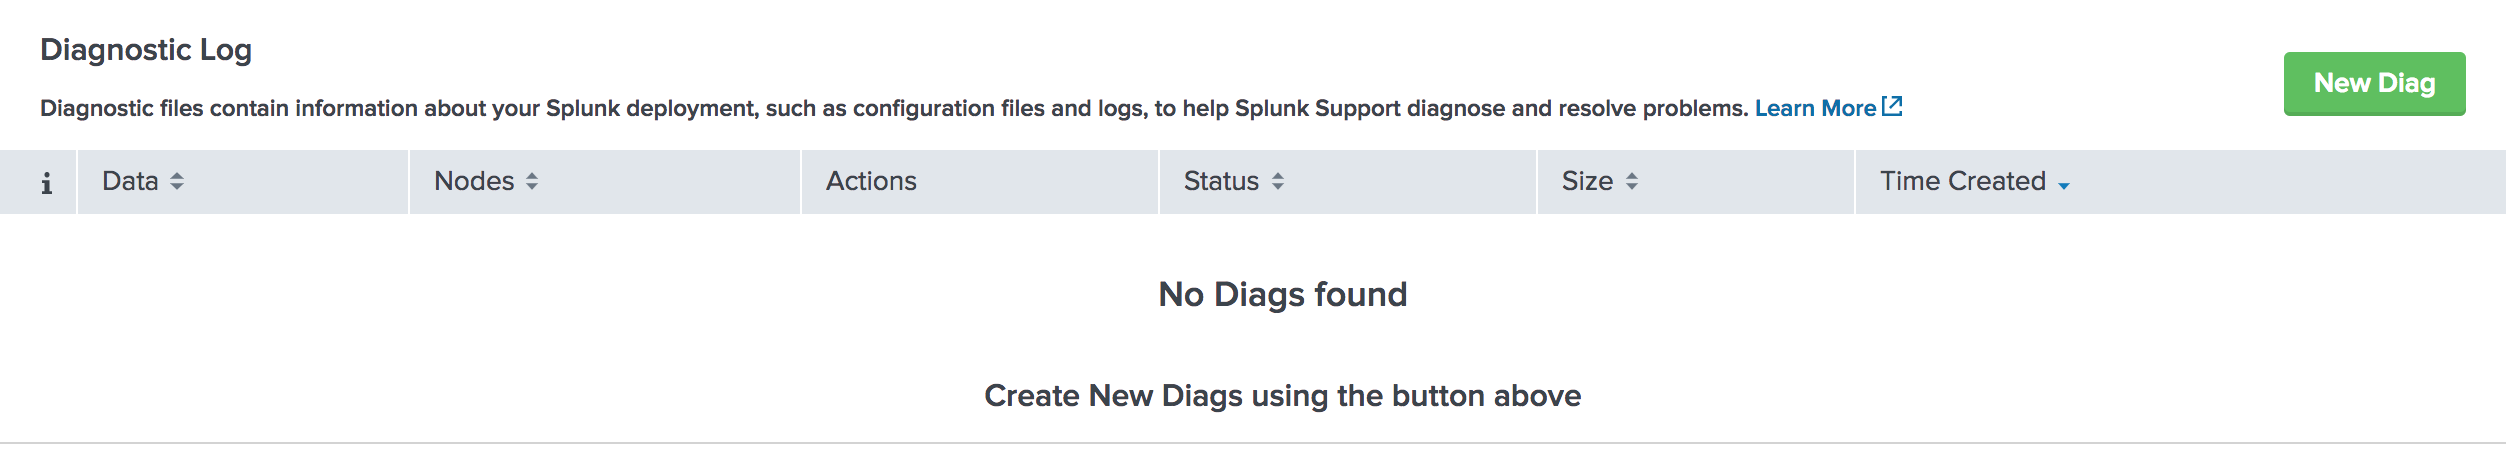 Diagnostic Log
New Diag
Diagnostic files contain information about your Splunk deployment, such as configuration files and logs, to help Splunk Support diagnose and resolve problems. Learn More
i Data Nodes Actions Status Size Time Created
No Diags found
Create New Diags using the button above